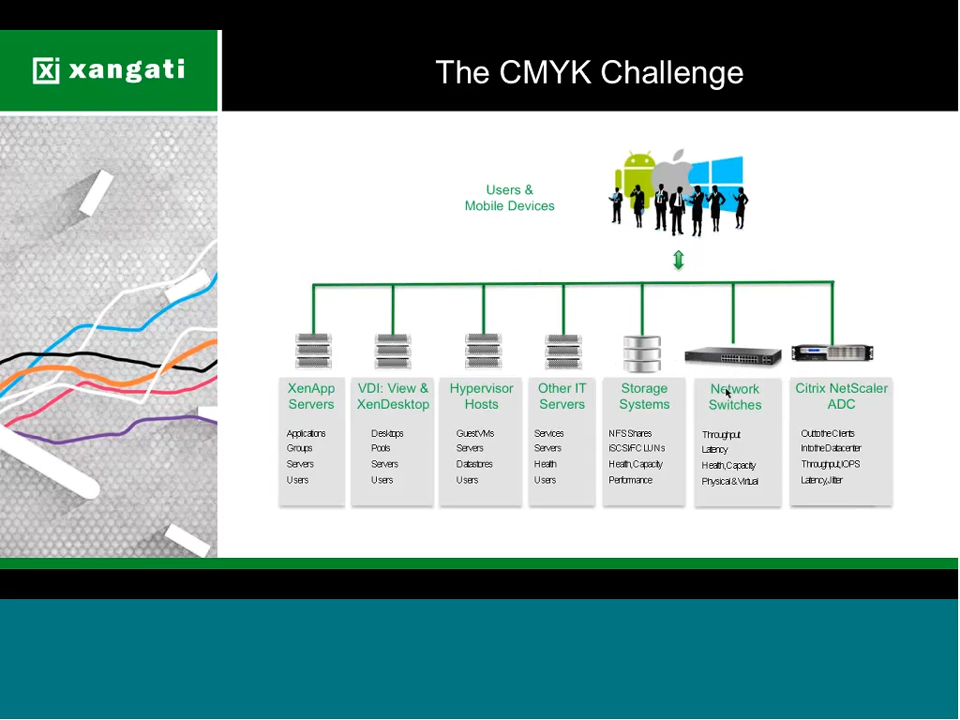 xi xangati
The CMYK Challenge
Users &
Mobile Devices
XenApp
Servers
Applications
Groups
Servers
Users
VDI: View &
XenDesktop
Desktops
Pools
Servers
Users
Hypervisor
Hosts
Guest VMs
Servers
Datastores
Users
Other IT
Servers
Services
Servers
Health
Users
Storage
Systems
NFS Shares
iSCSI/FC LUNs
Health, Capacity
Performance
Network
Switches
Throughput
Latency
Health, Capacity
Physical & Virtual
Citrix NetScaler
ADC
Out to the Clients
Into the Datacenter
Throughput, IOPS
Latency, Jitter